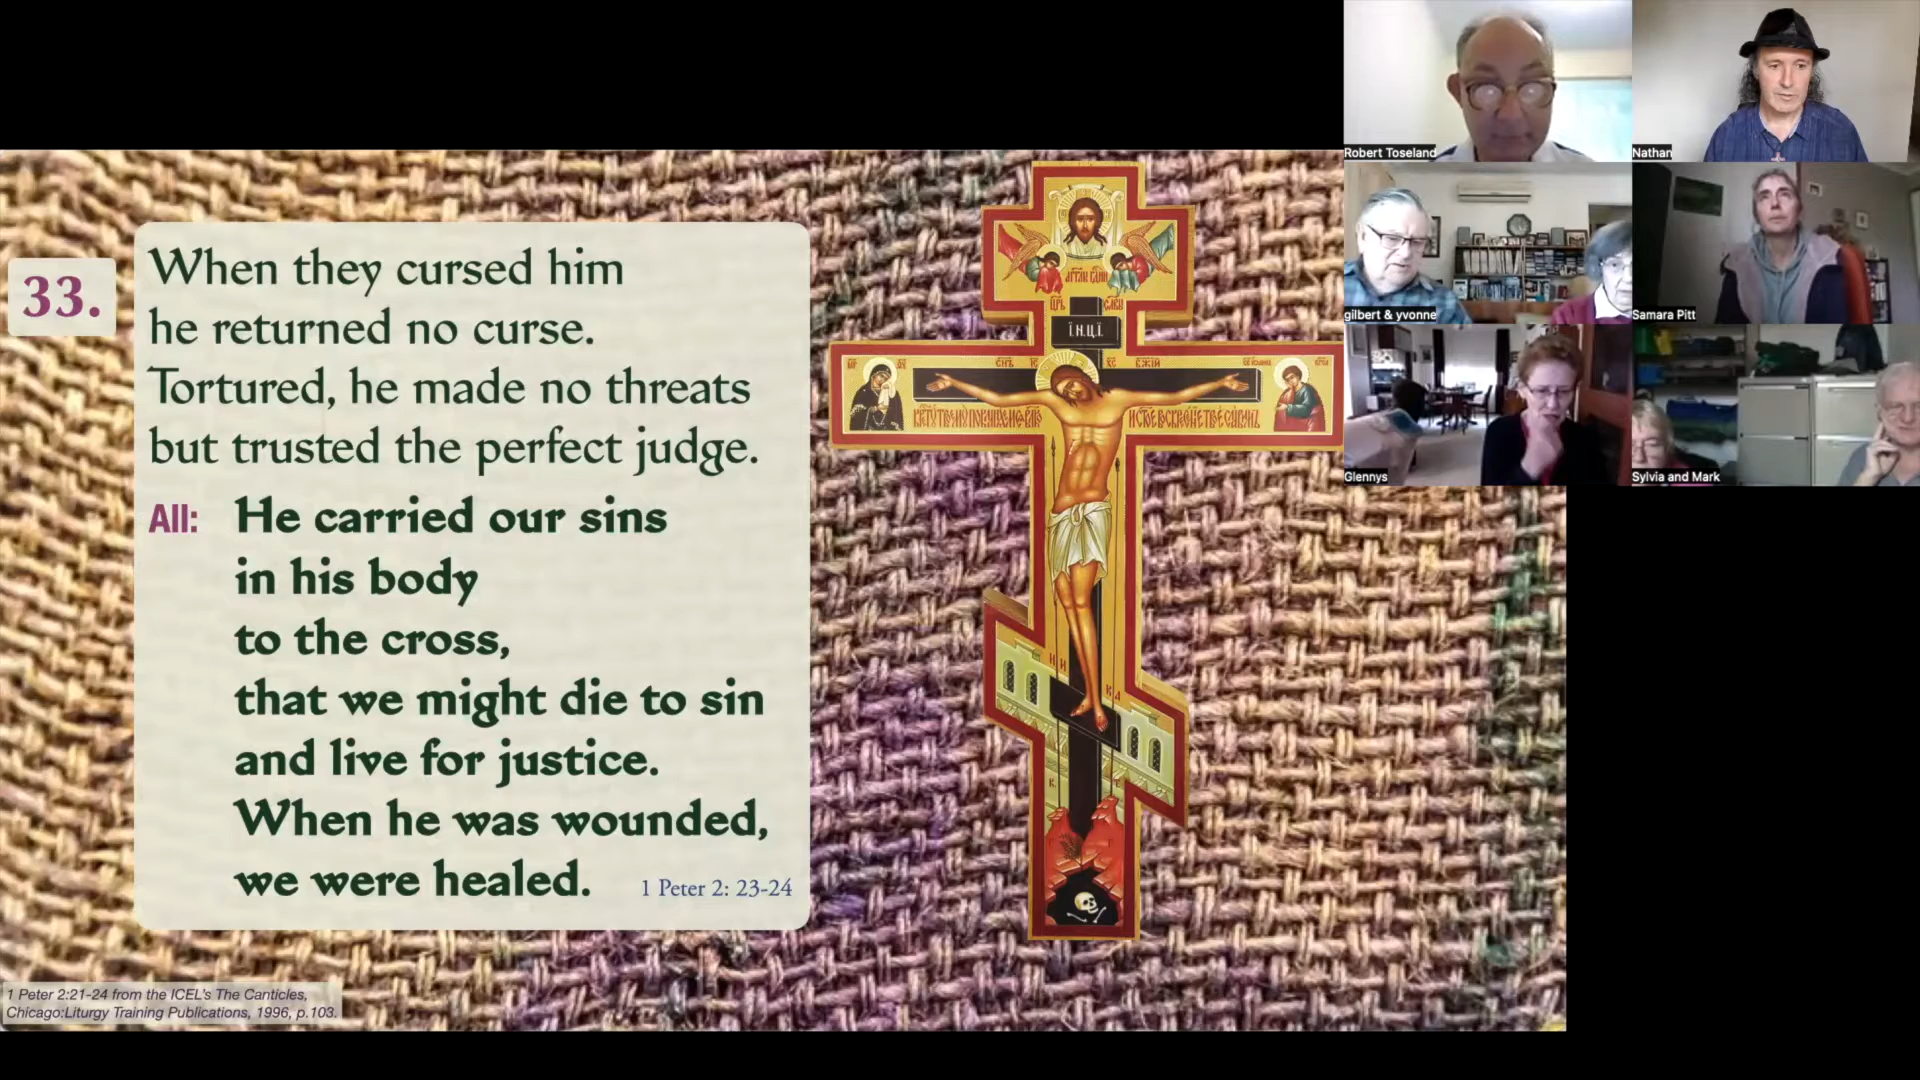 33.
When they cursed him
he returned no curse.
Tortured, he made no threats
but trusted the perfect judge.
All: He carried our sins
in his body
to the cross,
that we might die to sin
and live for justice.
When he was wounded,
we were healed. 1 Peter 2: 23-24
1 Peter 2:21-24 from the ICEL's The Canticles,
Chicago:Liturgy Training Publications, 1996, p.103.
І.Н.Ц.І.
Robert Toseland
Nathan
gilbert & yvonne
Samara Pitt
Glennys
Sylvia and Mark